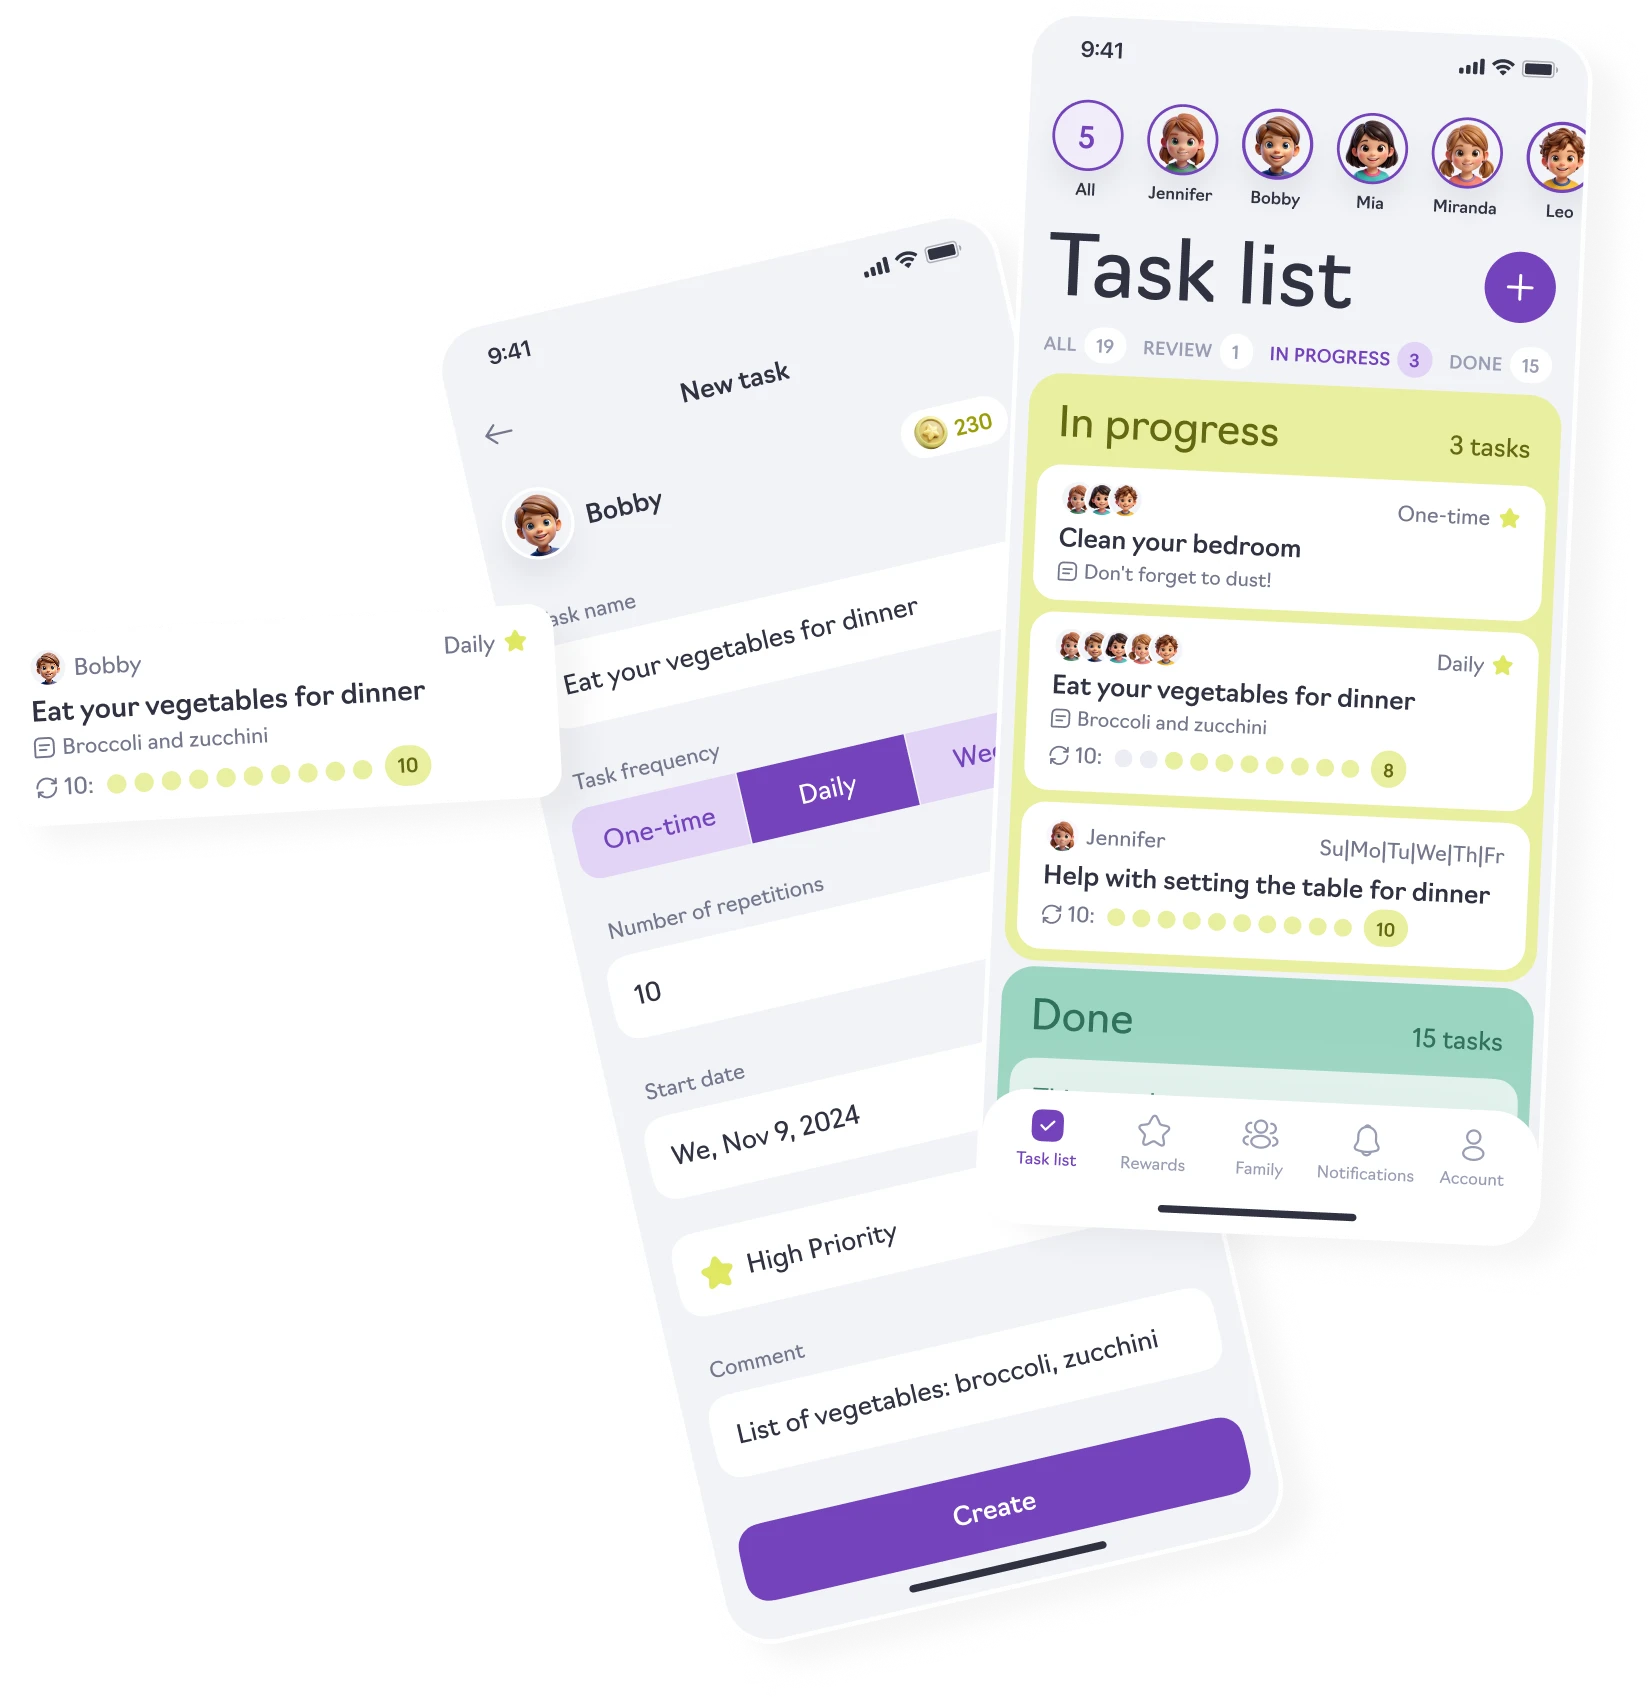 Bobby
Daily
Eat your vegetables for dinner
Broccoli and zucchini
10:
10
9:41
New task
230
Bobby
ask name
Eat your vegetables for dinner
Task frequency
One-time
Daily
Number of repetitions
10
Start date
We, Nov 9, 2024
High Priority
Comment
List of vegetables: broccoli, zucchini
Create
9:41
5
All
Jennifer
Bobby
Mia
Miranda
Leo
Task list
ALL 19 REVIEW 1 IN PROGRESS 3 DONE 15
In progress
3 tasks
One-time
Clean your bedroom
Don't forget to dust!
Daily
Eat your vegetables for dinner
Broccoli and zucchini
10:
8
Jennifer
Su|Mo|Tu|We|Th|Fr
Help with setting the table for dinner
10:
10
Done
15 tasks
Task list
Rewards
Family
Notifications
Account